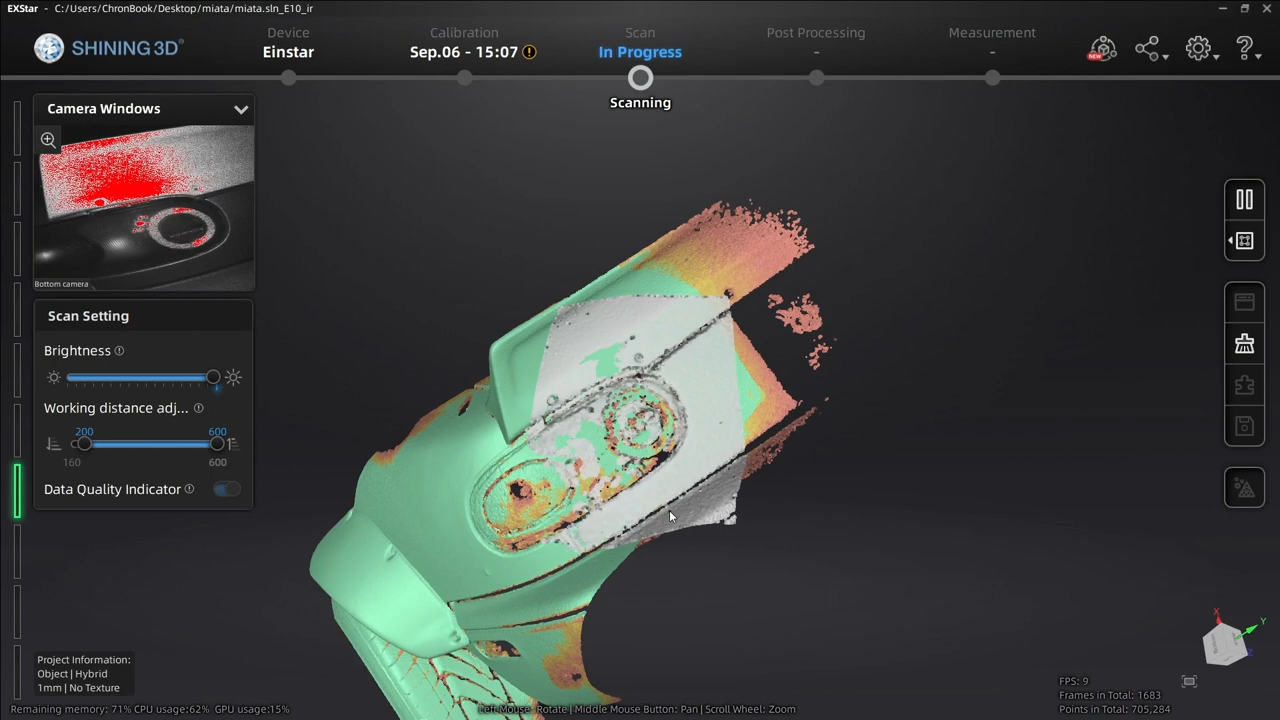 EXStar - C:/Users/ChronBook/Desktop/miata/miata.sln_E10_ir
SHINING 3D®
Device
Einstar
Calibration
Sep.06 - 15:07
Scan
In Progress
Scanning
Post Processing
-
Measurement
-
NEW
Camera Windows
Bottom camera
Scan Setting
Brightness
Working distance adj...
200
600
160
600
Data Quality Indicator
Project Information:
Object | Hybrid
1mm | No Texture
Remaining memory: 71% CPU usage:62% GPU usage:15%
Left Mouse: Rotate | Middle Mouse Button: Pan | Scroll Wheel: Zoom
X
Y
Z
FPS: 9
Frames in Total: 1683
Points in Total: 705,284